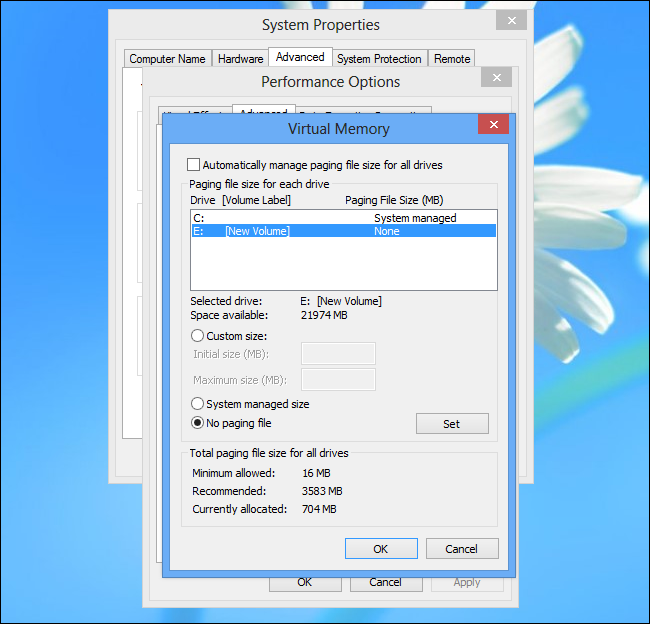 System Properties
Computer Name Hardware Advanced System Protection Remote
Performance Options
Advanced
Virtual Memory
Automatically manage paging file size for all drives
Paging file size for each drive
Drive [Volume Label] Paging File Size (MB)
C: System managed
E: [New Volume] None
Selected drive: E: [New Volume]
Space available: 21974 MB
Custom size:
Initial size (MB):
Maximum size (MB):
System managed size
No paging file
Set
Total paging file size for all drives
Minimum allowed: 16 MB
Recommended: 3583 MB
Currently allocated: 704 MB
OK Cancel
OK Cancel Apply